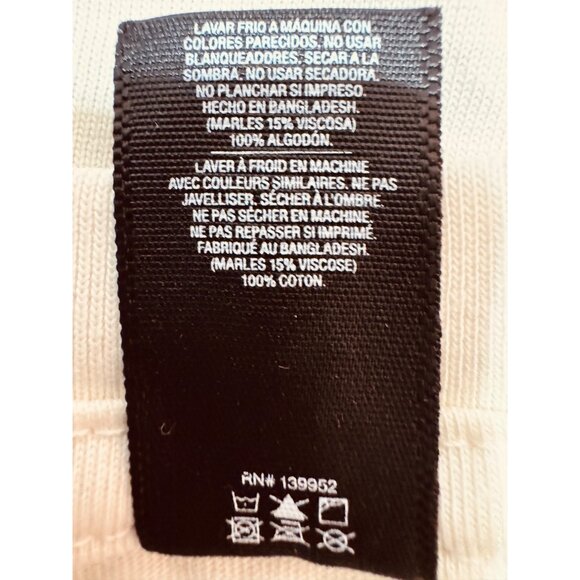 LAVAR FRIO A MÁQUINA CON
COLORES PARECIDOS. NO USAR
BLANQUEADORES. SECAR A LA
SOMBRA. NO USAR SECADORA.
NO PLANCHAR SI IMPRESO.
HECHO EN BANGLADESH.
(MARLES 15% VISCOSA)
100% ALGODÓN.
LAVER À FROID EN MACHINE
AVEC COULEURS SIMILAIRES. NE PAS
JAVELLISER. SÉCHER À L'OMBRE.
NE PAS SÉCHER EN MACHINE.
NE PAS REPASSER SI IMPRIMÉ.
FABRIQUÉ AU BANGLADESH.
(MARLES 15% VISCOSE)
100% COTON.
RN# 139952